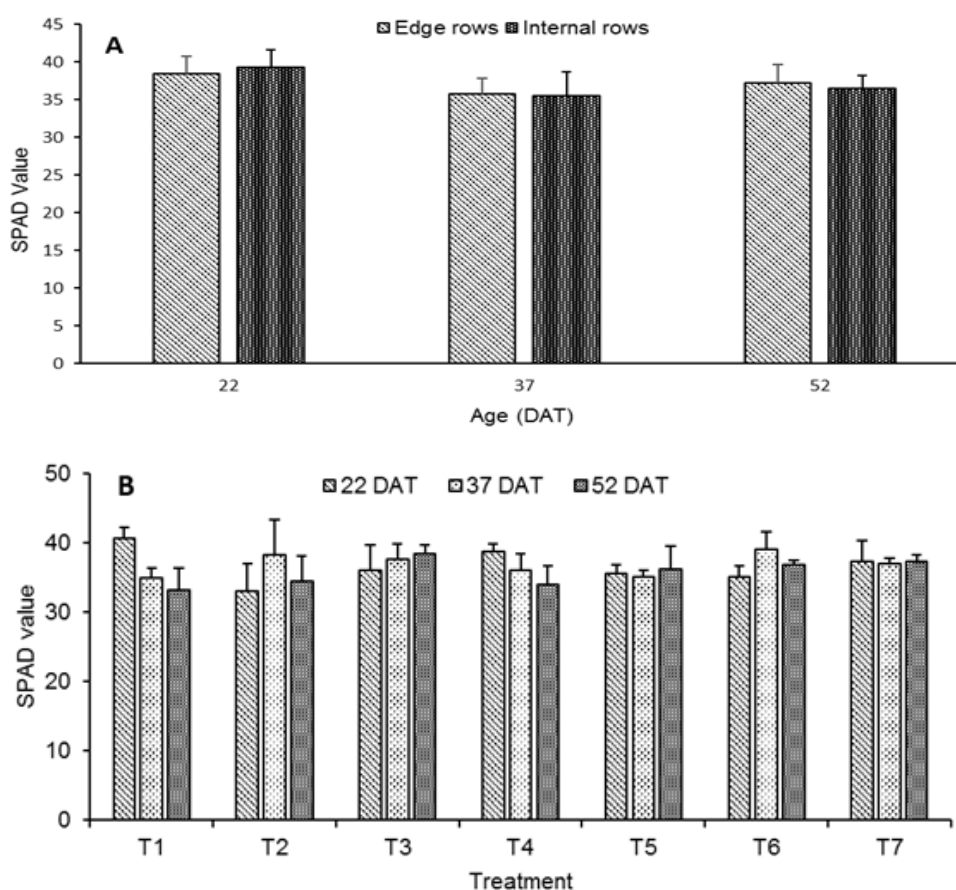 A
Edge rows Internal rows
45
40
35
30
25
20
15
10
5
0
SPAD Value
22 37 52
Age (DAT)
B
22 DAT 37 DAT 52 DAT
50
40
30
20
10
0
SPAD value
T1 T2 T3 T4 T5 T6 T7
Treatment